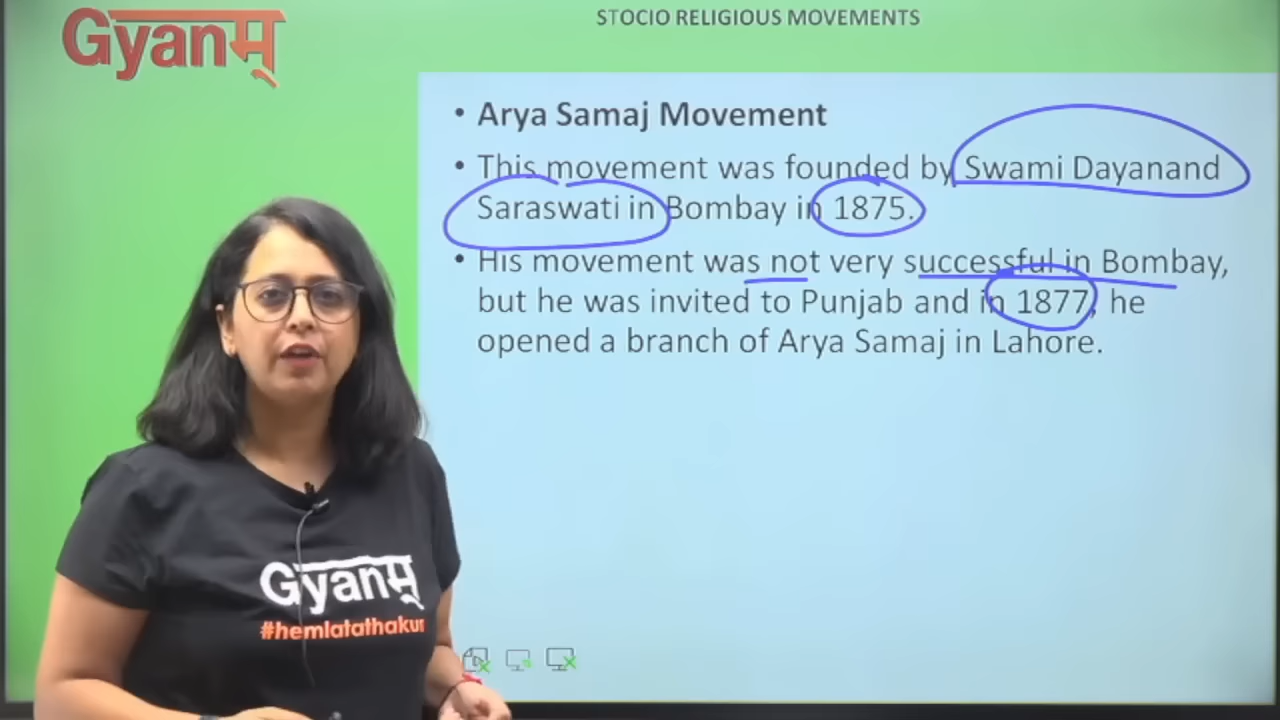 Gyanम्
STOCIO RELIGIOUS MOVEMENTS
• Arya Samaj Movement
• This movement was founded by Swami Dayanand
Saraswati in Bombay in 1875.
• His movement was not very successful in Bombay,
but he was invited to Punjab and in 1877, he
opened a branch of Arya Samaj in Lahore.
Gyanम्
#hemlatathakur